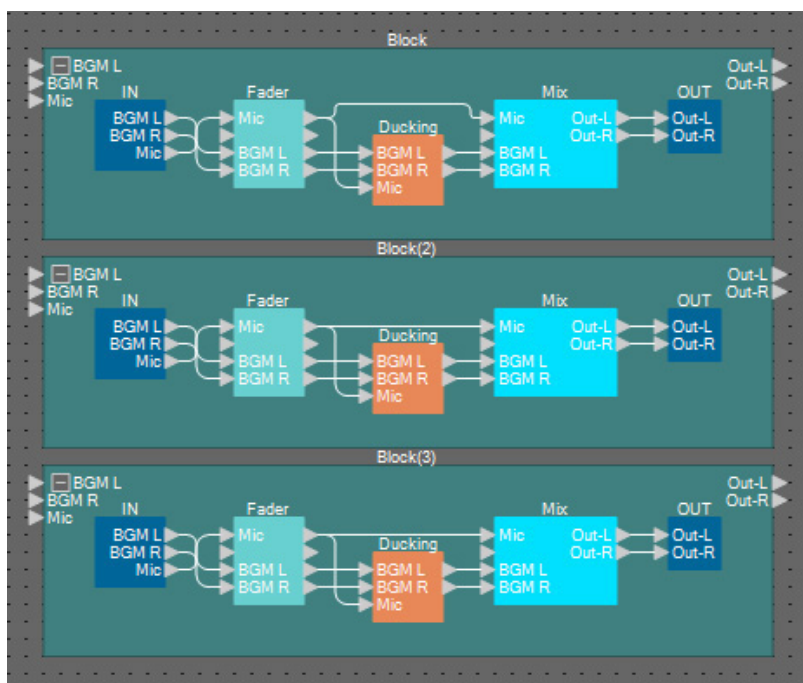 Block
BGM L Out-L
BGM R IN Fader Mix OUT Out-R
Mic
BGM L Mic Ducking Mic Out-L Out-L
BGM R Out-R Out-R
Mic BGM L BGM L BGM L
BGM R BGM R BGM R
Mic
Block(2)
BGM L Out-L
BGM R IN Fader Mix OUT Out-R
Mic
BGM L Mic Ducking Mic Out-L Out-L
BGM R Out-R Out-R
Mic BGM L BGM L BGM L
BGM R BGM R BGM R
Mic
Block(3)
BGM L Out-L
BGM R IN Fader Mix OUT Out-R
Mic
BGM L Mic Ducking Mic Out-L Out-L
BGM R Out-R Out-R
Mic BGM L BGM L BGM L
BGM R BGM R BGM R
Mic